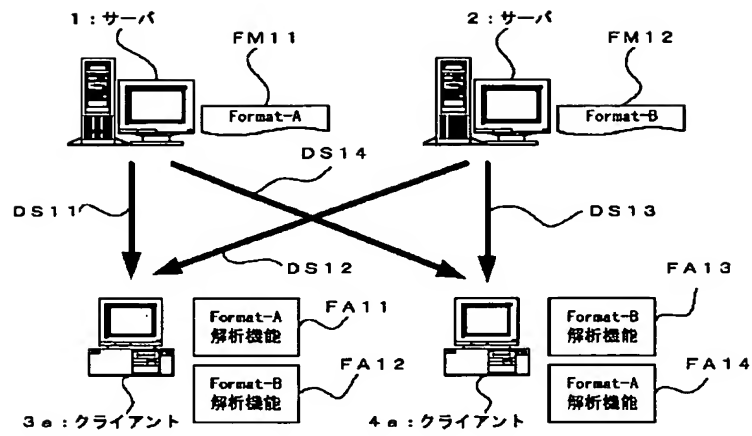 1：サーバ
2：サーバ
FM11
FM12
Format-A
Format-B
DS14
DS11
DS13
DS12
FA13
FA11
Format-A
解析機能
Format-B
解析機能
FA12
Format-B
解析機能
FA14
Format-A
解析機能
3a：クライアント
4a：クライアント